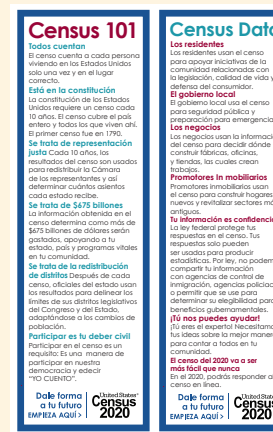 Census 101
Todos cuentan
El censo cuenta a cada persona
viviendo en los Estados Unidos
solo una vez y en el lugar
correcto.
Está en la constitución
La constitución de los Estados
Unidos requiere un censo cada
10 años. El censo cubre el país
entero y todos los que viven ahí.
El primer censo fue en 1790.
Se trata de representación
justa Cada 10 años, los
resultados del censo son usados
para redistribuir la Cámara
de los representantes y así
determinar cuántos asientos
cada estado recibe.
Se trata de $675 billones
La información obtenida en el
censo determina como más de
$675 billones de dólares serán
gastados, apoyando a tu
estado, país y programas vitales
en tu comunidad.
Se trata de la redistribución
de distritos Después de cada
censo, oficiales del estado usan
los resultados para delinear los
límites de sus distritos legislativos
del Congreso y del Estado,
adaptándose a los cambios de
población.
Participar es tu deber civil
Participar en el censo es un
requisito: Es una manera de
participar en nuestra
democracia y edecir
"YO CUENTO".
Dale forma
a tu futuro
EMPIEZA AQUÍ >
United States
Census
2020
Census Data
Los residentes
Los residentes usan el censo
para apoyar iniciativas de la
comunidad relacionadas con
la legislación, calidad de vida y
defensa del consumidor.
El gobierno local
El gobierno local usa el censo
para seguridad pública y
preparación para emergencia
Los negocios
Los negocios usan la informació
del censo para decidir dónde
construir fábricas, oficinas,
y tiendas, las cuales crean
trabajos.
Promotores In mobiliarios
Promotores inmobiliarios usan
el censo para construir hogares
nuevos y revitalizar sectores má
antiguos.
Tu información es confidencia
La ley federal protege tus
respuestas en el censo. Tus
respuestas solo pueden
ser usadas para producir
estadísticas. Por ley, no podem
compartir tu información
con agencias de control de
inmigración, agencias policiac
o permitir que se use para
determinar su elegibilidad para
beneficios gubernamentales.
¡Tú nos puedes ayudar!
¡Tú eres el experto! Necesitamo
tus ideas sobre la mejor manera
para contar a todos en tu
comunidad.
El censo del 2020 va a ser
más fácil que nunca
En el 2020, podrás responder al
censo en línea.
Dale forma
a tu futuro
EMPIEZA AQUÍ >
United States
Census
2020